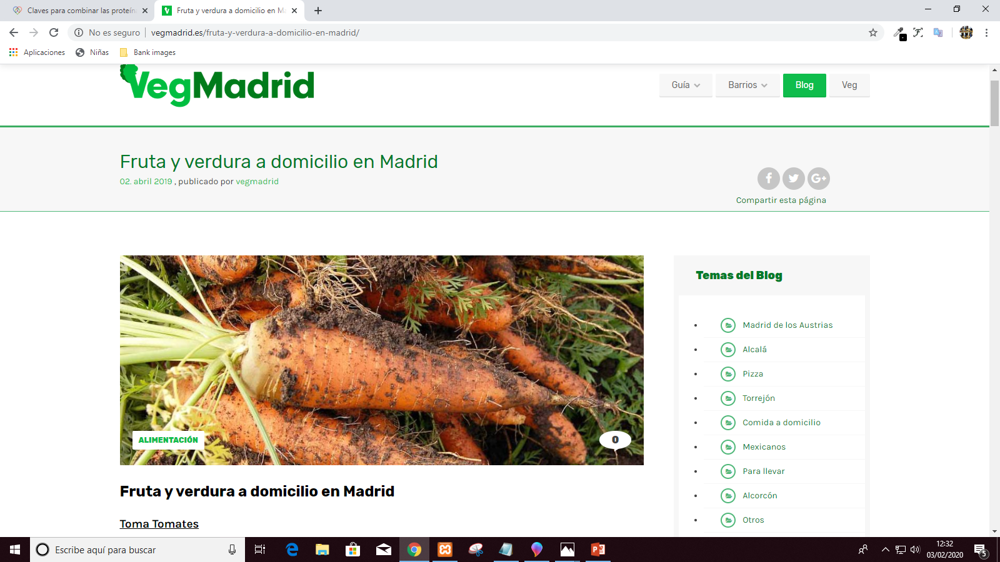 Claves para combinar las proteín
Fruta y verdura a domicilio en Ma
No es seguro
vegmadrid.es/fruta-y-verdura-a-domicilio-en-madrid/
Aplicaciones
Niñas
Bank images
VegMadrid
Guía
Barrios
Blog
Veg
Fruta y verdura a domicilio en Madrid
02. abril 2019 , publicado por vegmadrid
Compartir esta página
ALIMENTACIÓN
0
Fruta y verdura a domicilio en Madrid
Toma Tomates
Temas del Blog
Madrid de los Austrias
Alcalá
Pizza
Torrejón
Comida a domicilio
Mexicanos
Para llevar
Alcorcón
Otros
Escribe aquí para buscar
12:32
03/02/2020
5